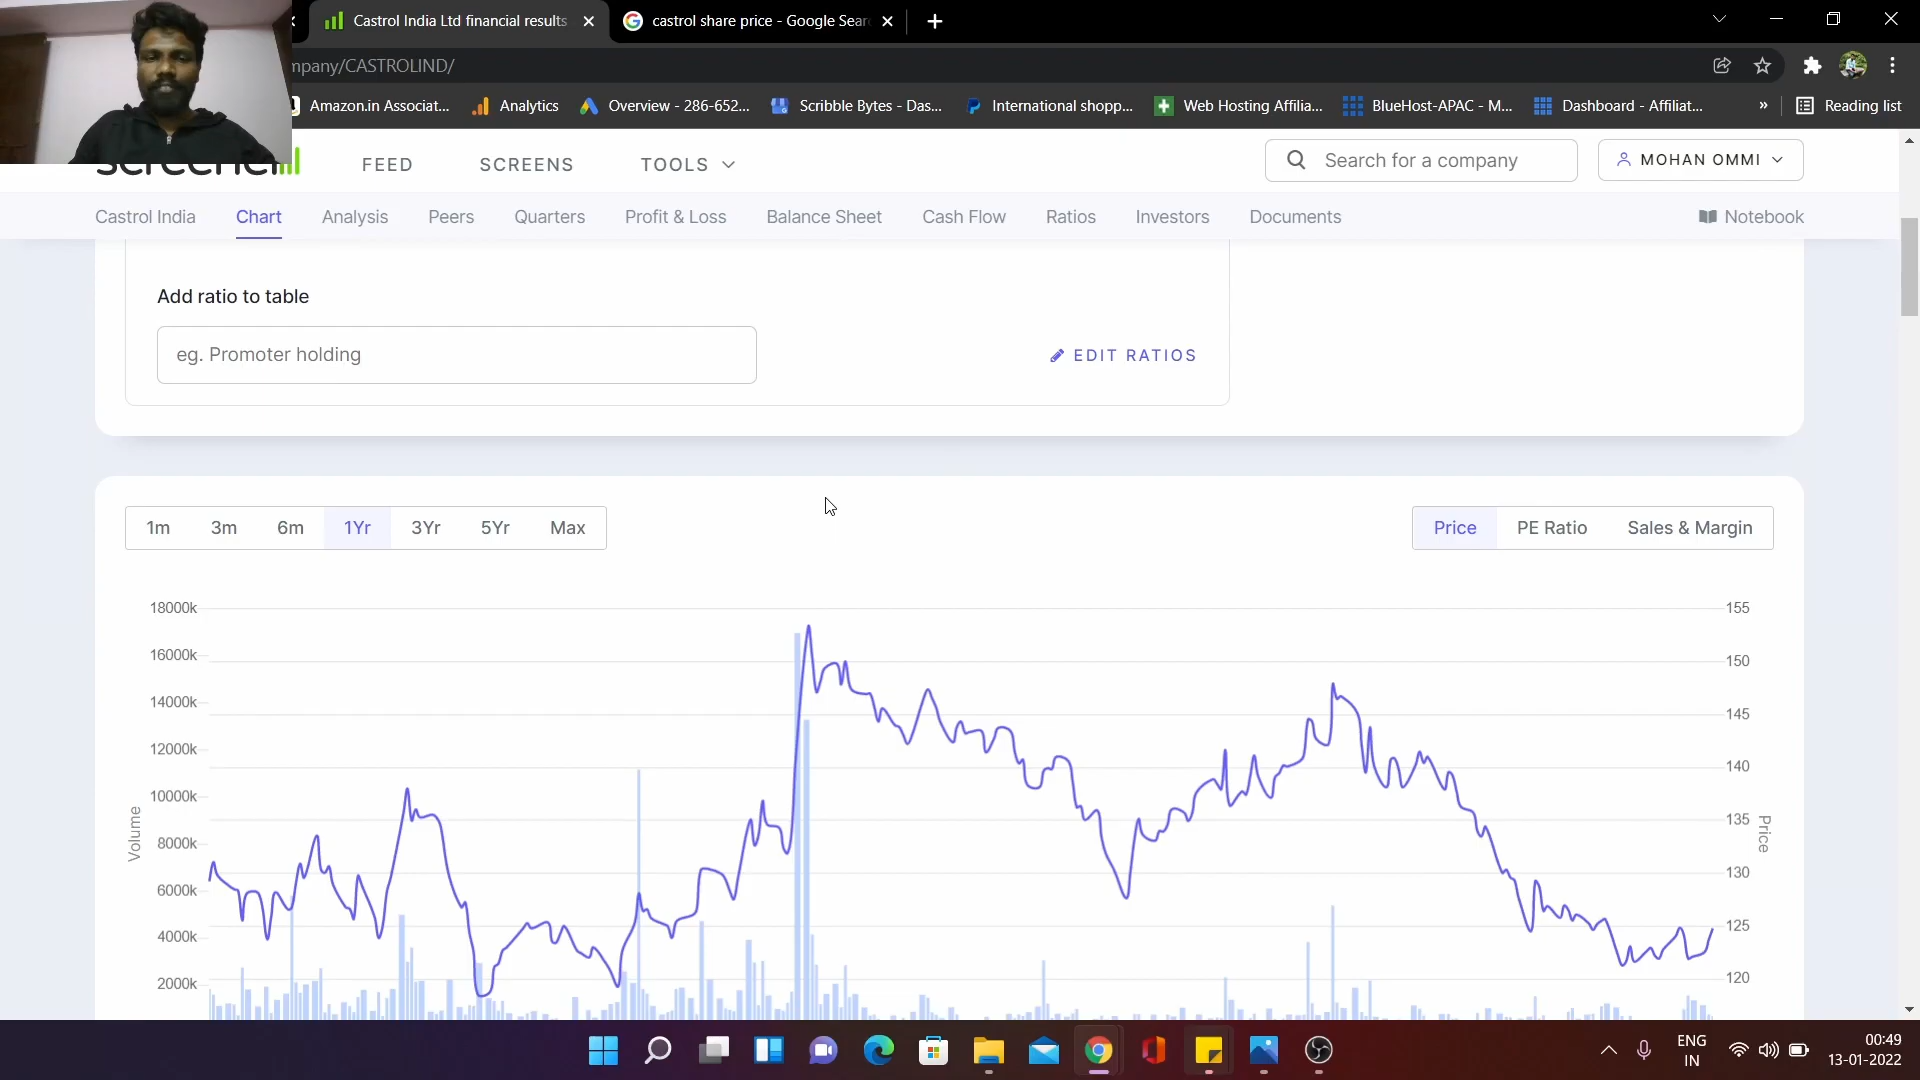 Castrol India Ltd financial results
castrol share price - Google Sear
mpany/CASTROLIND/
Amazon.in Associat...
Analytics
Overview - 286-652...
Scribble Bytes - Das...
International shopp...
Web Hosting Affilia...
BlueHost-APAC - M...
Dashboard - Affiliat...
»
Reading list
screener
FEED
SCREENS
TOOLS
Search for a company
MOHAN OMMI
Castrol India
Chart
Analysis
Peers
Quarters
Profit & Loss
Balance Sheet
Cash Flow
Ratios
Investors
Documents
Notebook
Add ratio to table
eg. Promoter holding
EDIT RATIOS
1m
3m
6m
1Yr
3Yr
5Yr
Max
Price
PE Ratio
Sales & Margin
18000k
16000k
14000k
12000k
10000k
8000k
6000k
4000k
2000k
Volume
155
150
145
140
135
130
125
120
Price
ENG
IN
00:49
13-01-2022